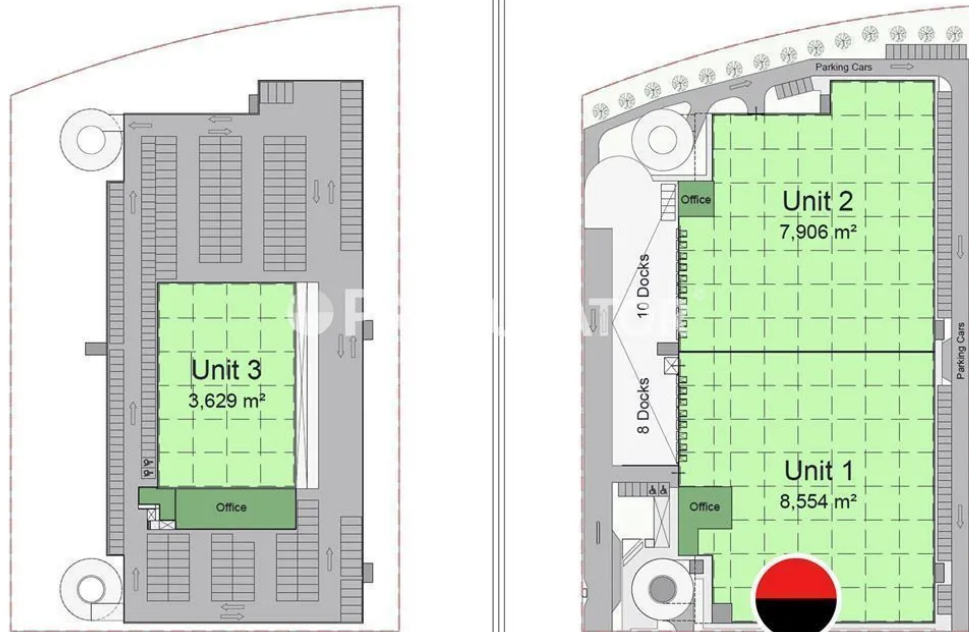 Unit 3
3,629 m²
Office
Parking Cars
Unit 2
7,906 m²
Office
10 Docks
8 Docks
Parking Cars
Unit 1
8,554 m²
Office